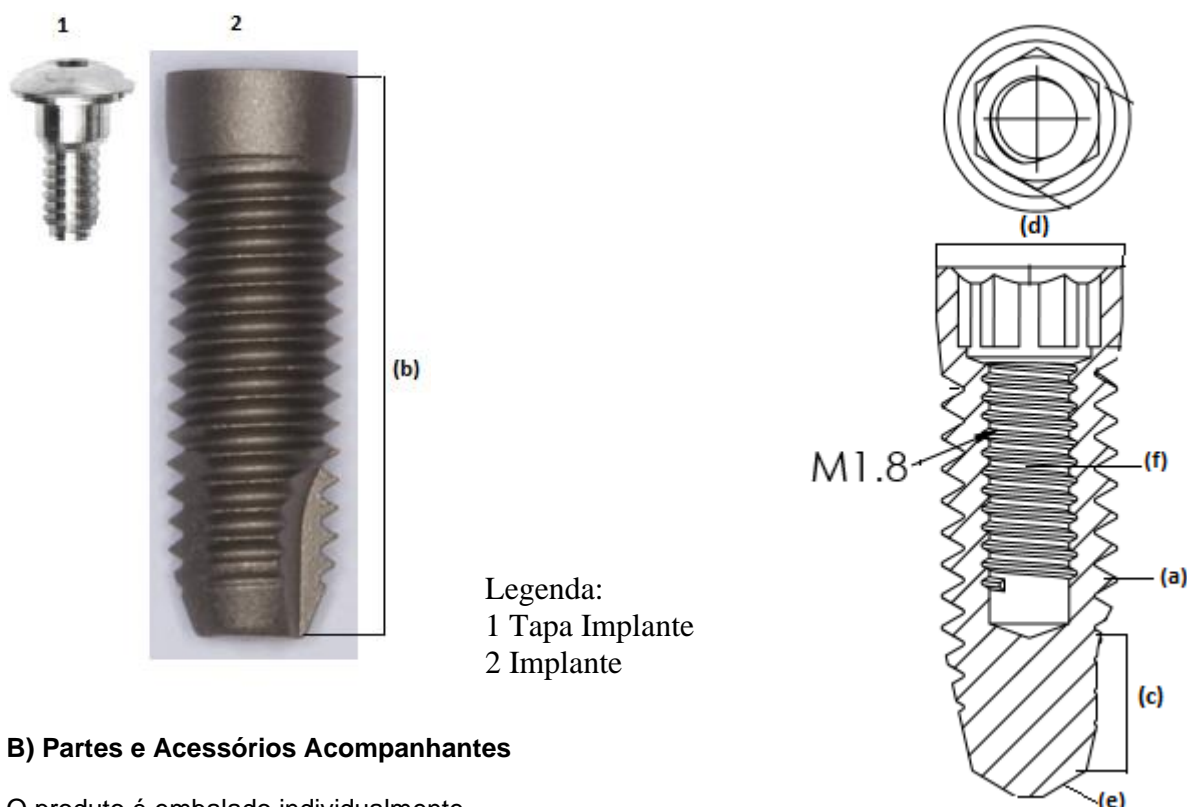 1
2
(b)
Legenda:
1 Tapa Implante
2 Implante
(d)
M1.8
(f)
(a)
(c)
(e)
B) Partes e Acessórios Acompanhantes
O produto é embalado individualmente